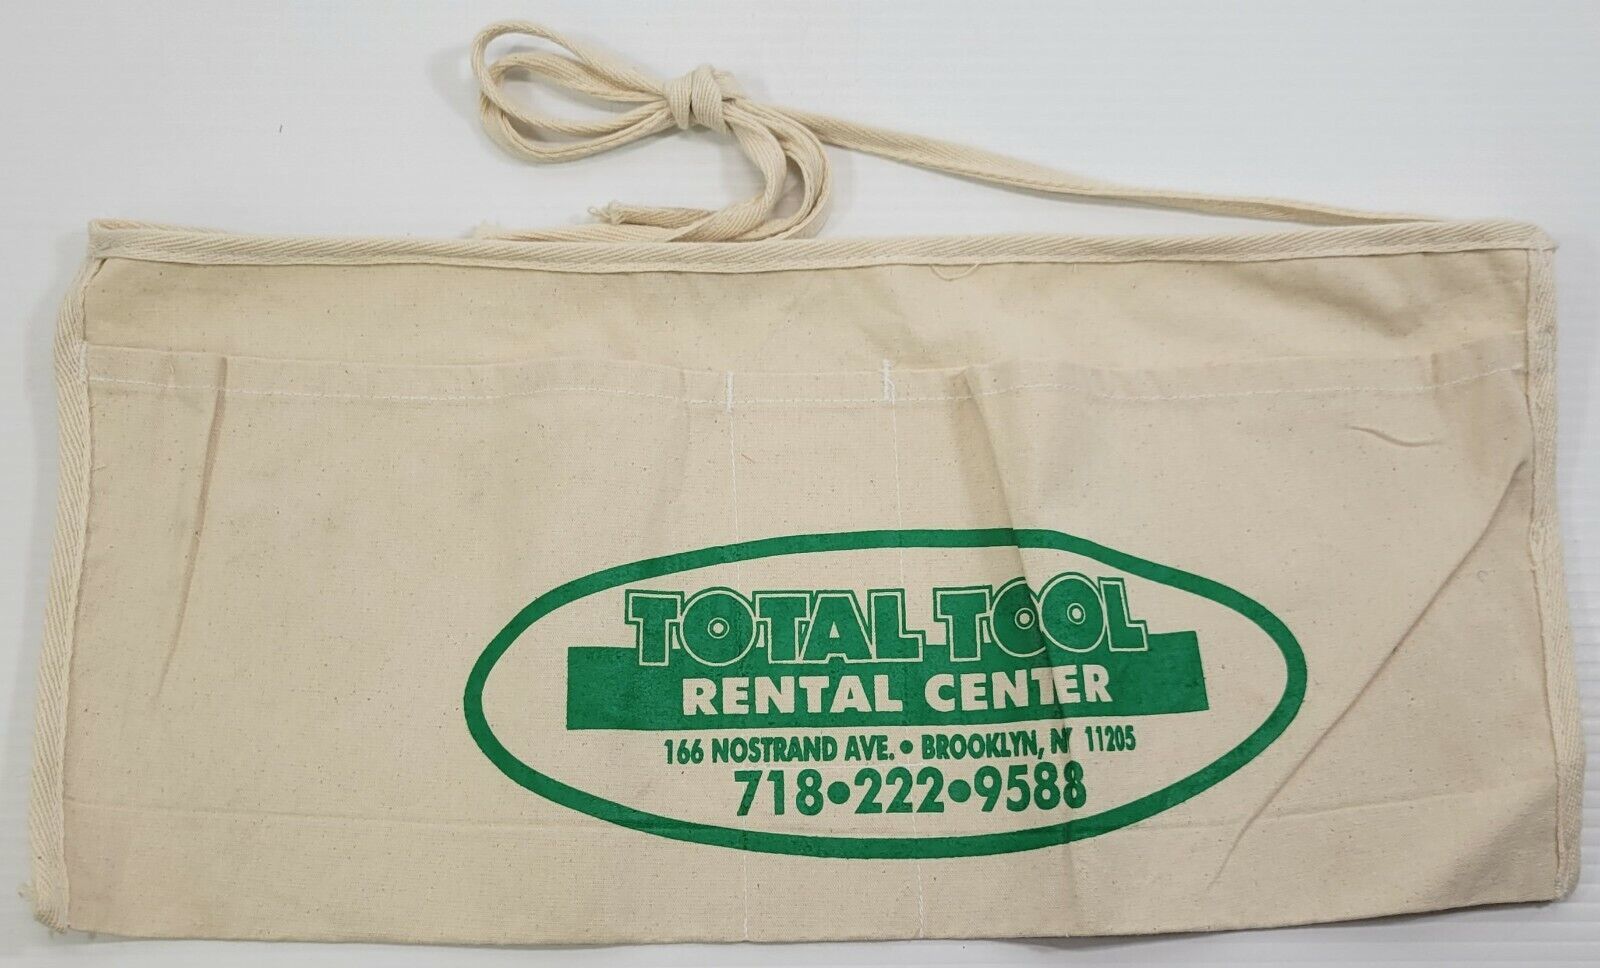 TOTAL TOOL
RENTAL CENTER
166 NOSTRAND AVE. • BROOKLYN, NY 11205
718•222•9588